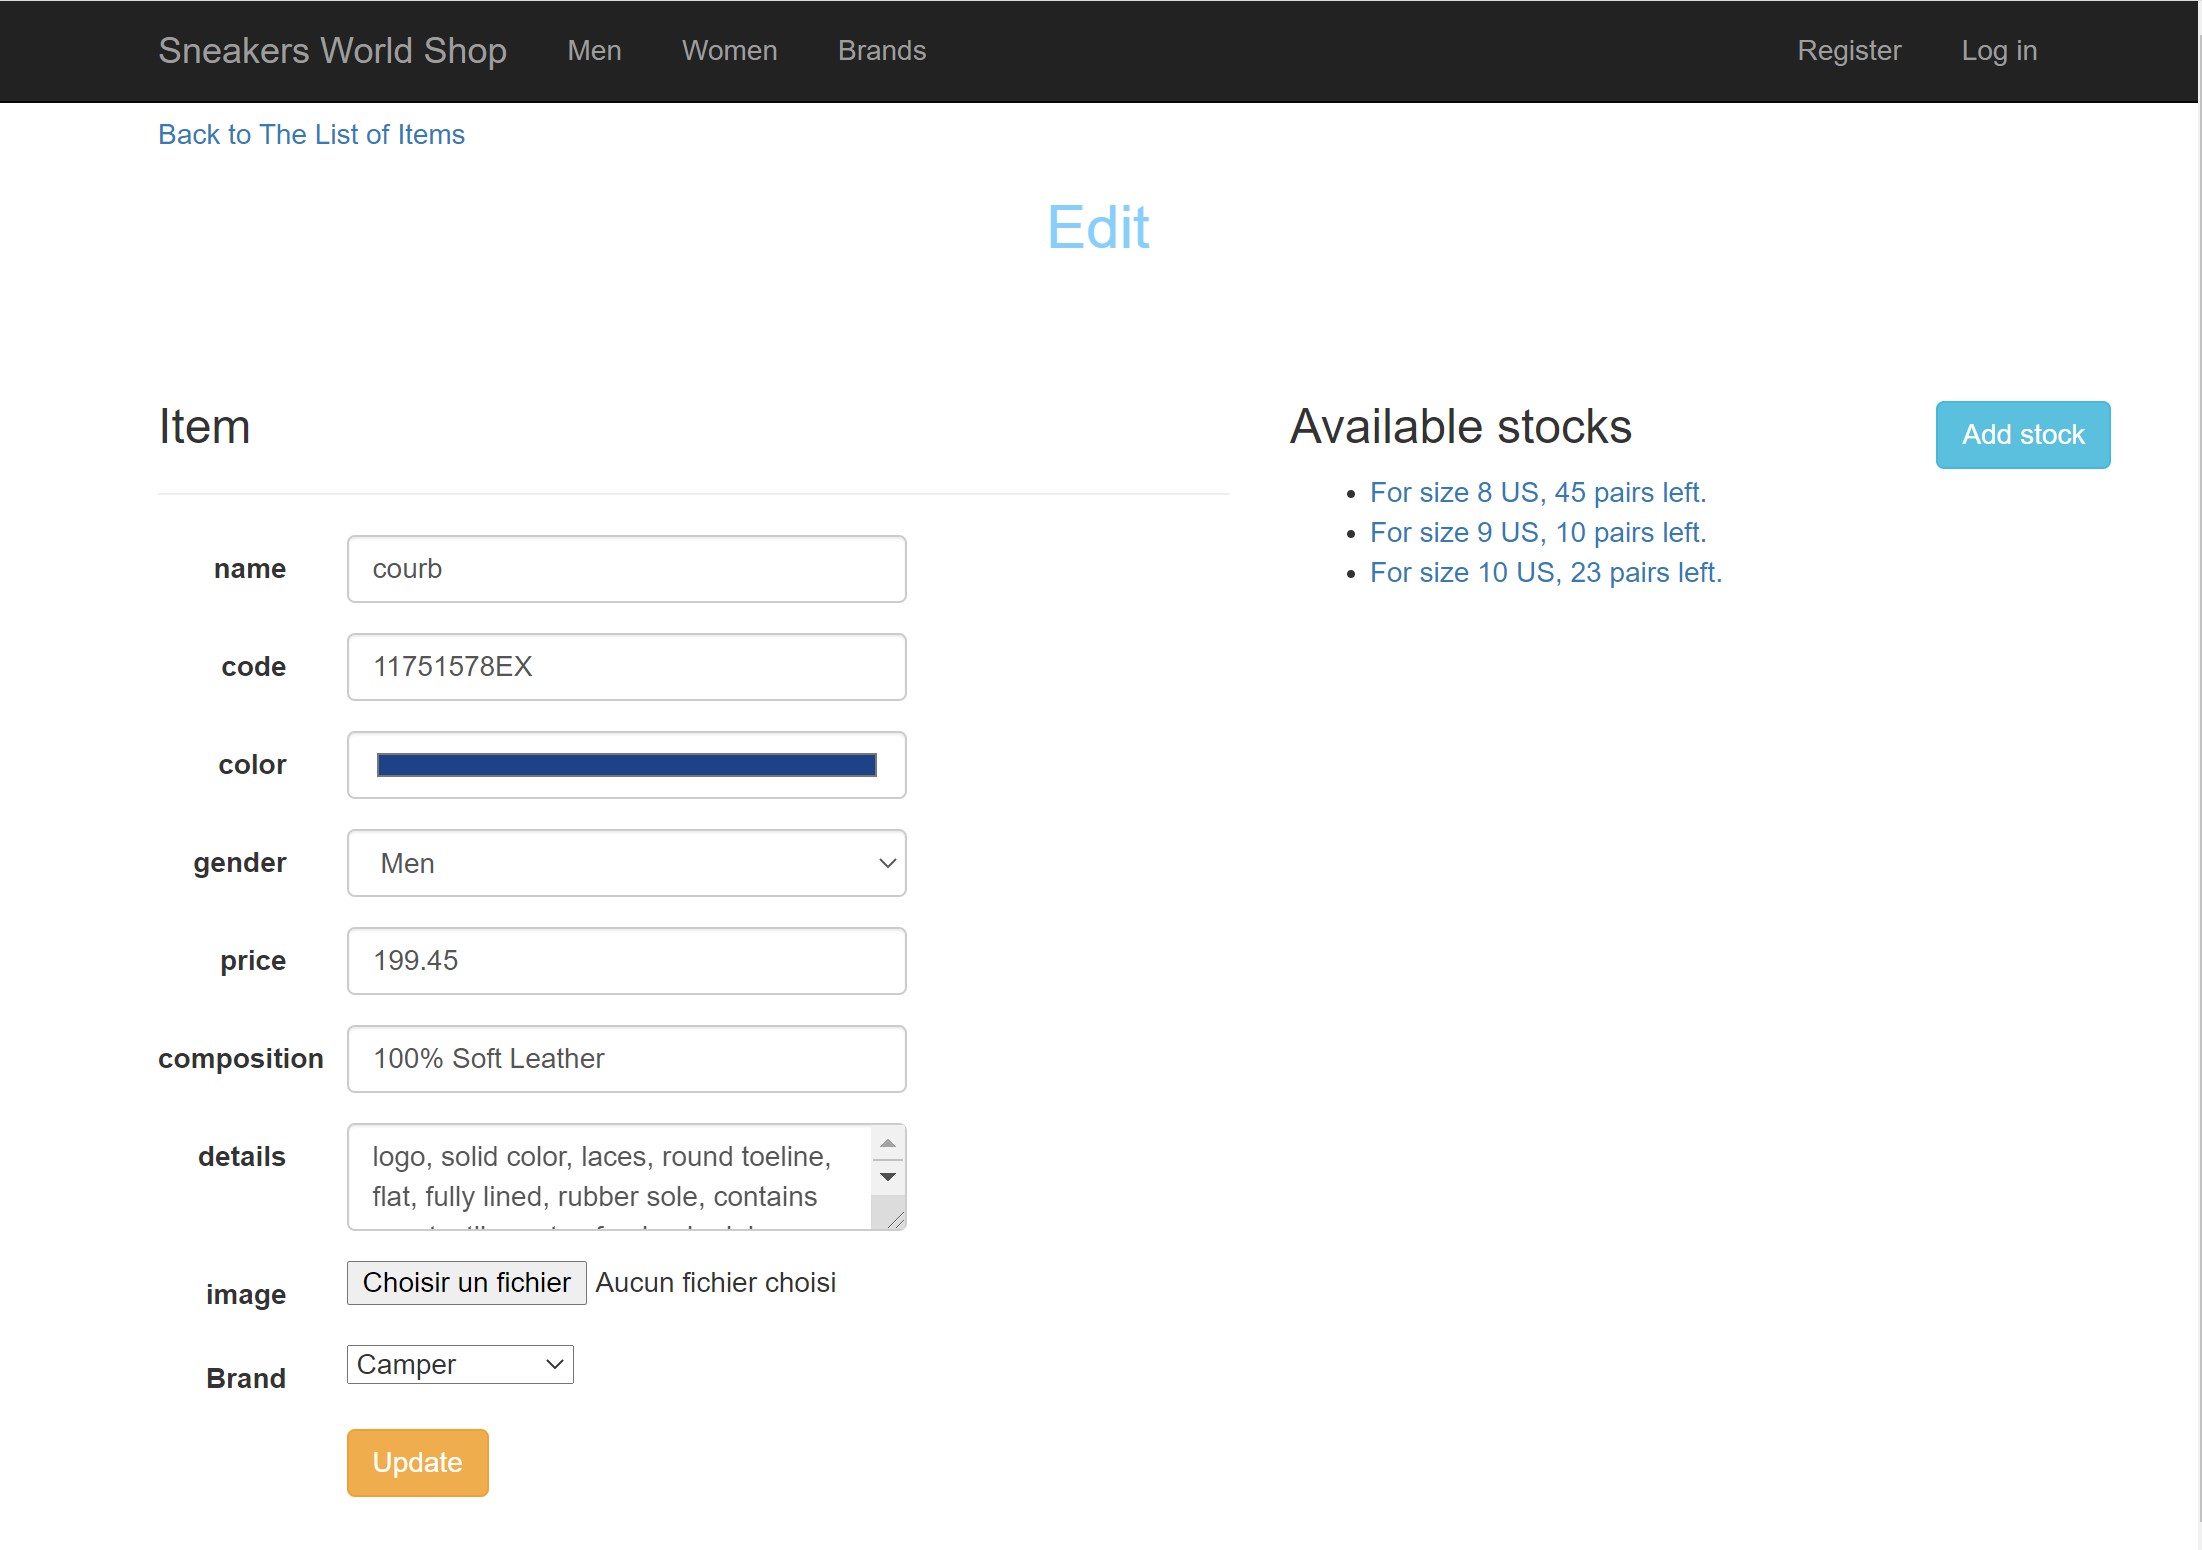 Sneakers World Shop Men Women Brands Register Log in
Back to The List of Items
Edit
Item
name courb
code 11751578EX
color
gender Men
price 199.45
composition 100% Soft Leather
details logo, solid color, laces, round toeline,
flat, fully lined, rubber sole, contains
image Choisir un fichier Aucun fichier choisi
Brand Camper
Update
Available stocks Add stock
For size 8 US, 45 pairs left.
For size 9 US, 10 pairs left.
For size 10 US, 23 pairs left.